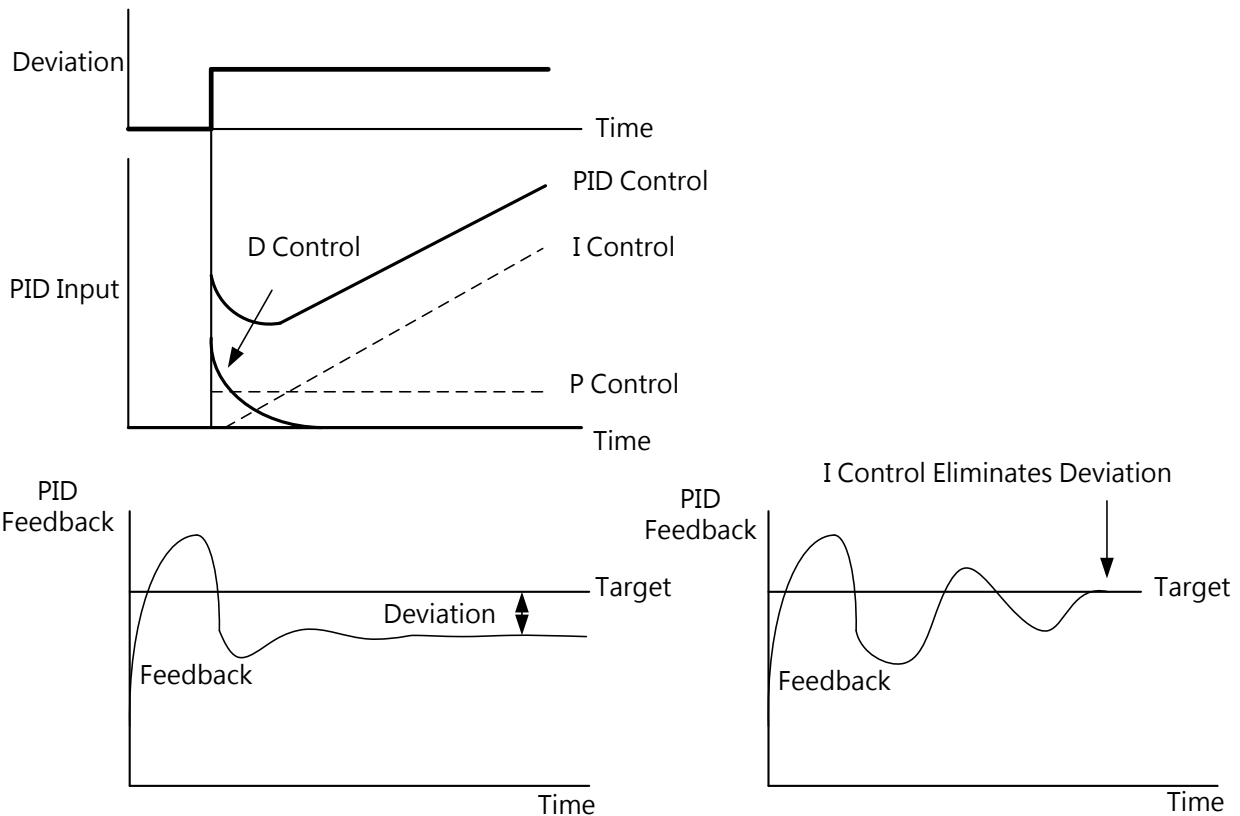 Deviation
Time
PID Control
D Control
I Control
PID Input
P Control
Time
PID
Feedback
Target
Deviation
Feedback
Time
I Control Eliminates Deviation
PID
Feedback
Target
Feedback
Time